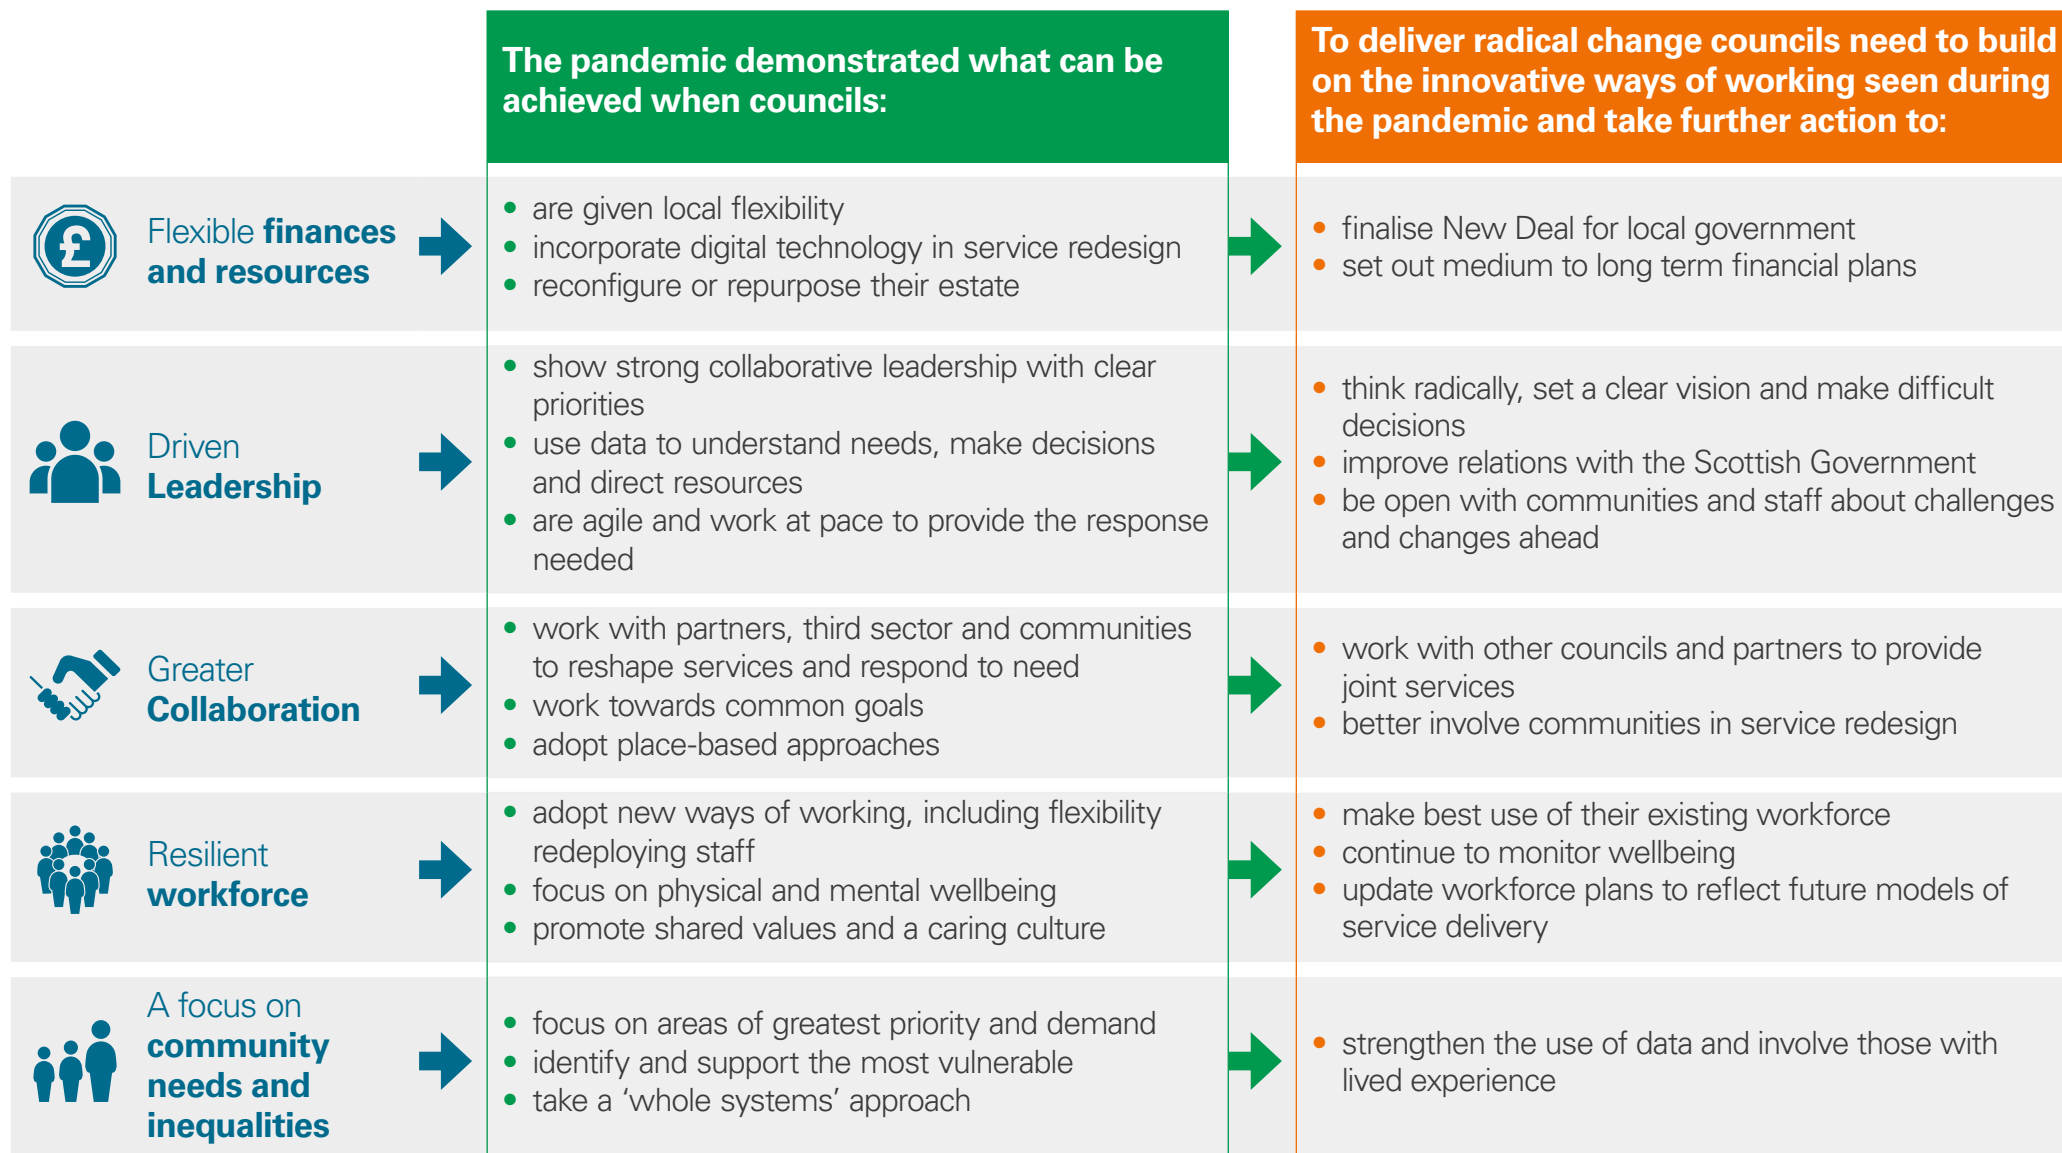 The pandemic demonstrated what can be
achieved when councils:
To deliver radical change councils need to build
on the innovative ways of working seen during
the pandemic and take further action to:
£
Flexible finances
and resources
• are given local flexibility
• incorporate digital technology in service redesign
• reconfigure or repurpose their estate
• finalise New Deal for local government
• set out medium to long term financial plans
Driven
Leadership
• show strong collaborative leadership with clear
priorities
• use data to understand needs, make decisions
and direct resources
• are agile and work at pace to provide the response
needed
• think radically, set a clear vision and make difficult
decisions
• improve relations with the Scottish Government
• be open with communities and staff about challenges
and changes ahead
Greater
Collaboration
• work with partners, third sector and communities
to reshape services and respond to need
• work towards common goals
• adopt place-based approaches
• work with other councils and partners to provide
joint services
• better involve communities in service redesign
Resilient
workforce
• adopt new ways of working, including flexibility
redeploying staff
• focus on physical and mental wellbeing
• promote shared values and a caring culture
• make best use of their existing workforce
• continue to monitor wellbeing
• update workforce plans to reflect future models of
service delivery
A focus on
community
needs and
inequalities
• focus on areas of greatest priority and demand
• identify and support the most vulnerable
• take a ‘whole systems’ approach
• strengthen the use of data and involve those with
lived experience